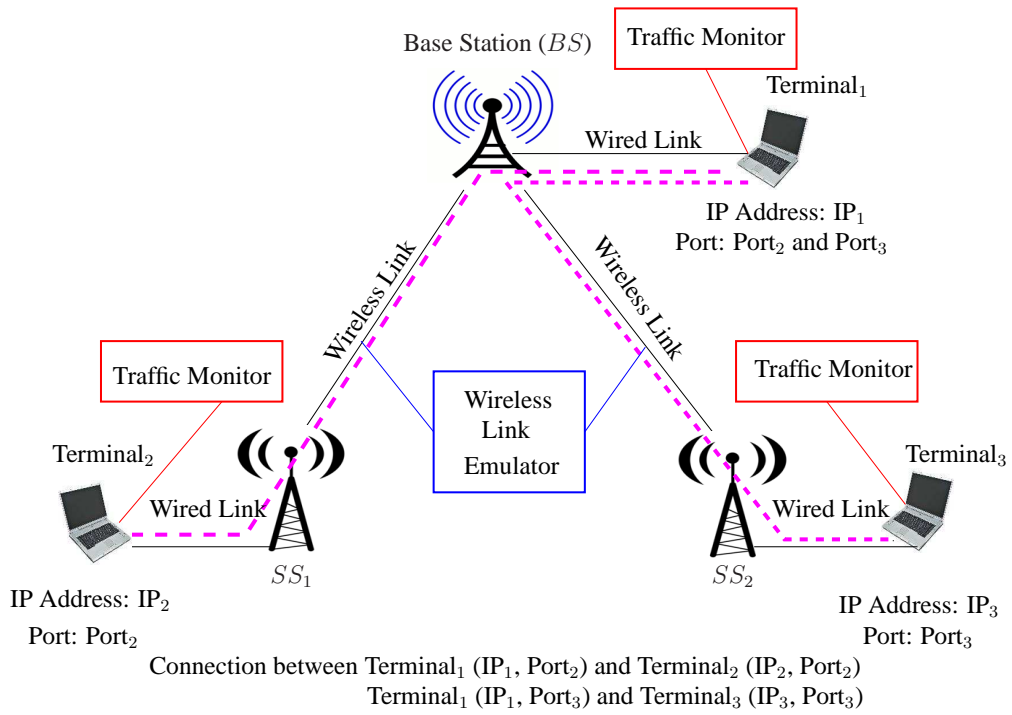 Base Station (BS)
Traffic Monitor
Terminal₁
Wired Link
IP Address: IP₁
Port: Port₂ and Port₃
Wireless Link
Wireless Link
Traffic Monitor
Wireless
Link
Emulator
Traffic Monitor
Terminal₂
Wired Link
Terminal₃
Wired Link
SS₁
SS₂
IP Address: IP₂
Port: Port₂
IP Address: IP₃
Port: Port₃
Connection between Terminal₁ (IP₁, Port₂) and Terminal₂ (IP₂, Port₂)
Terminal₁ (IP₁, Port₃) and Terminal₃ (IP₃, Port₃)